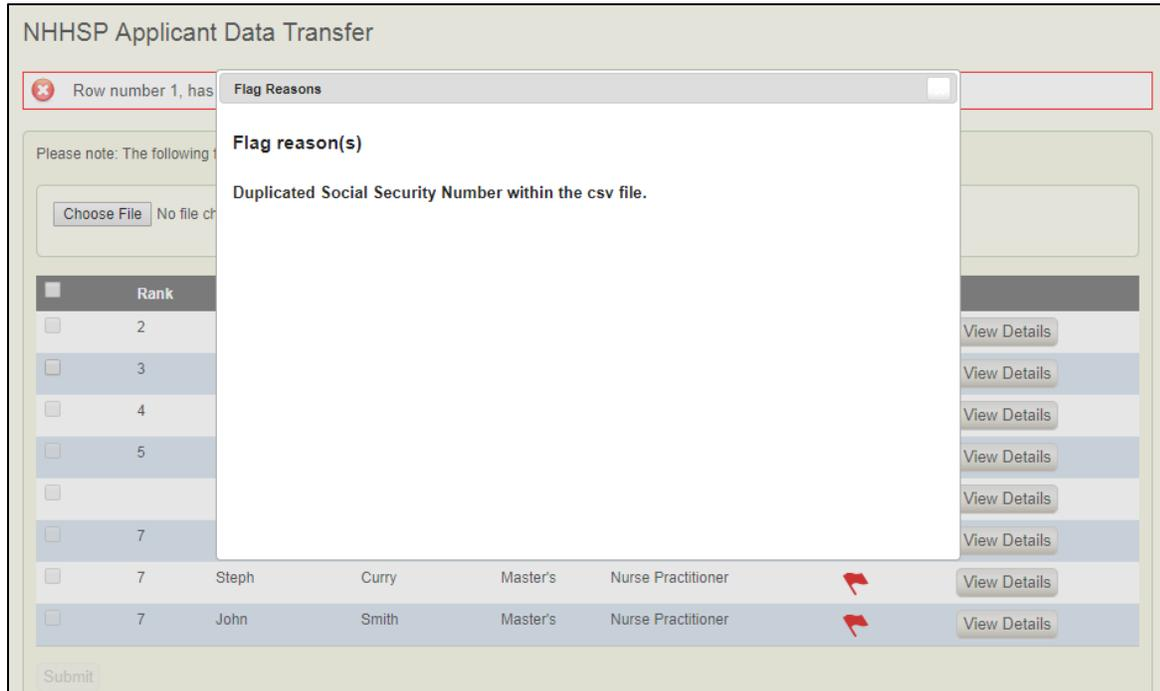 NHHSP Applicant Data Transfer
Row number 1, has
Flag Reasons
Flag reason(s)
Please note: The following
Duplicated Social Security Number within the csv file.
Choose File No file
Rank
2 View Details
3 View Details
4 View Details
5 View Details
View Details
7 View Details
7 Steph Curry Master's Nurse Practitioner View Details
7 John Smith Master's Nurse Practitioner View Details
Submit